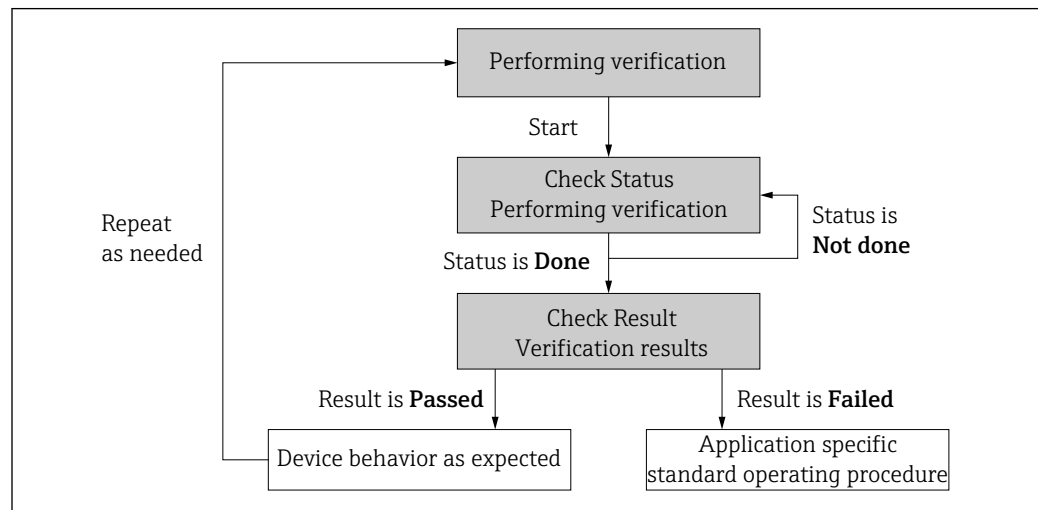 Performing verification
Start
Check Status
Performing verification
Repeat
as needed
Status is
Not done
Status is Done
Check Result
Verification results
Result is Passed
Result is Failed
Device behavior as expected
Application specific
standard operating procedure